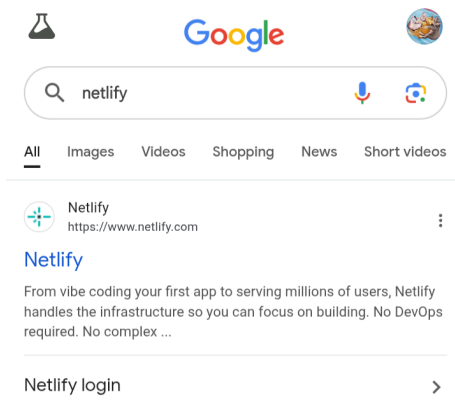 Google
netlify
All Images Videos Shopping News Short videos
Netlify
https://www.netlify.com
Netlify
From vibe coding your first app to serving millions of users, Netlify
handles the infrastructure so you can focus on building. No DevOps
required. No complex ...
Netlify login